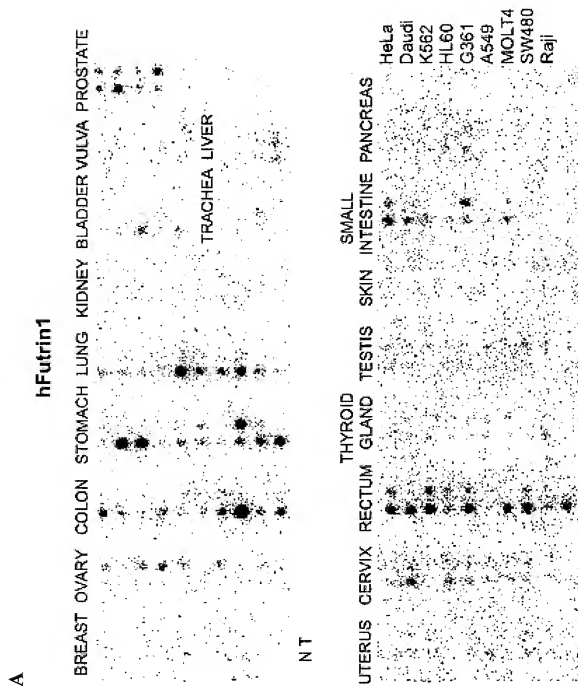 A
hFutrin1
BREAST OVARY COLON STOMACH LUNG KIDNEY BLADDER VULVA PROSTATE
TRACHEA LIVER
N T
UTERUS CERVIX RECTUM THYROID GLAND TESTIS SKIN SMALL INTESTINE PANCREAS
HeLa
Daudi
K562
HL60
G361
A549
MOLT4
SW480
Raji